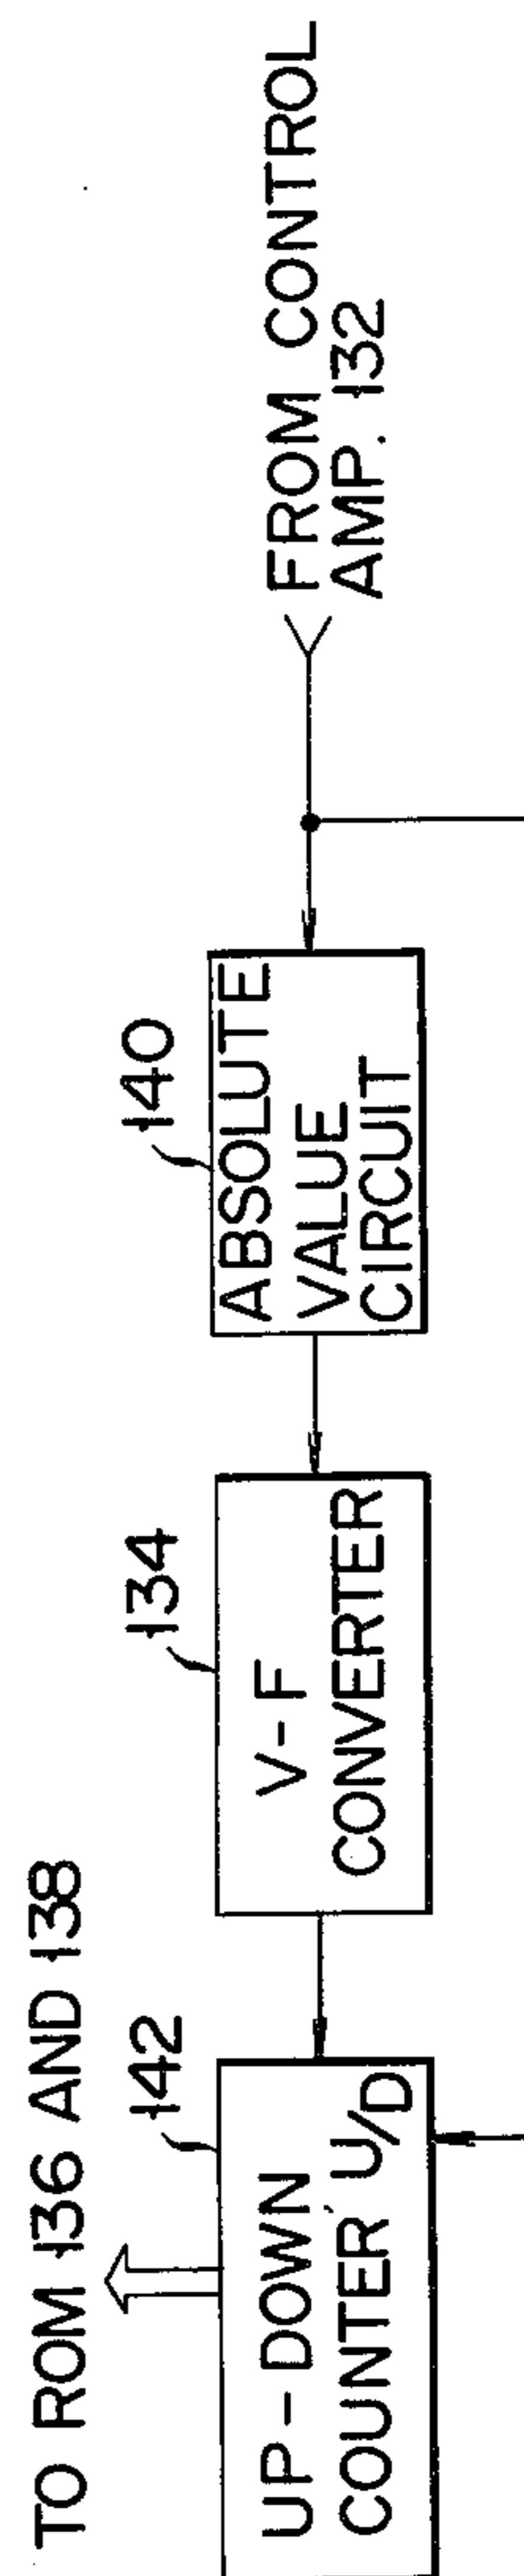 TO ROM 136 AND 138
142
UP-DOWN
COUNTER U/D
134
V-F
CONVERTER
140
ABSOLUTE
VALUE
CIRCUIT
FROM CONTROL
AMP. 132